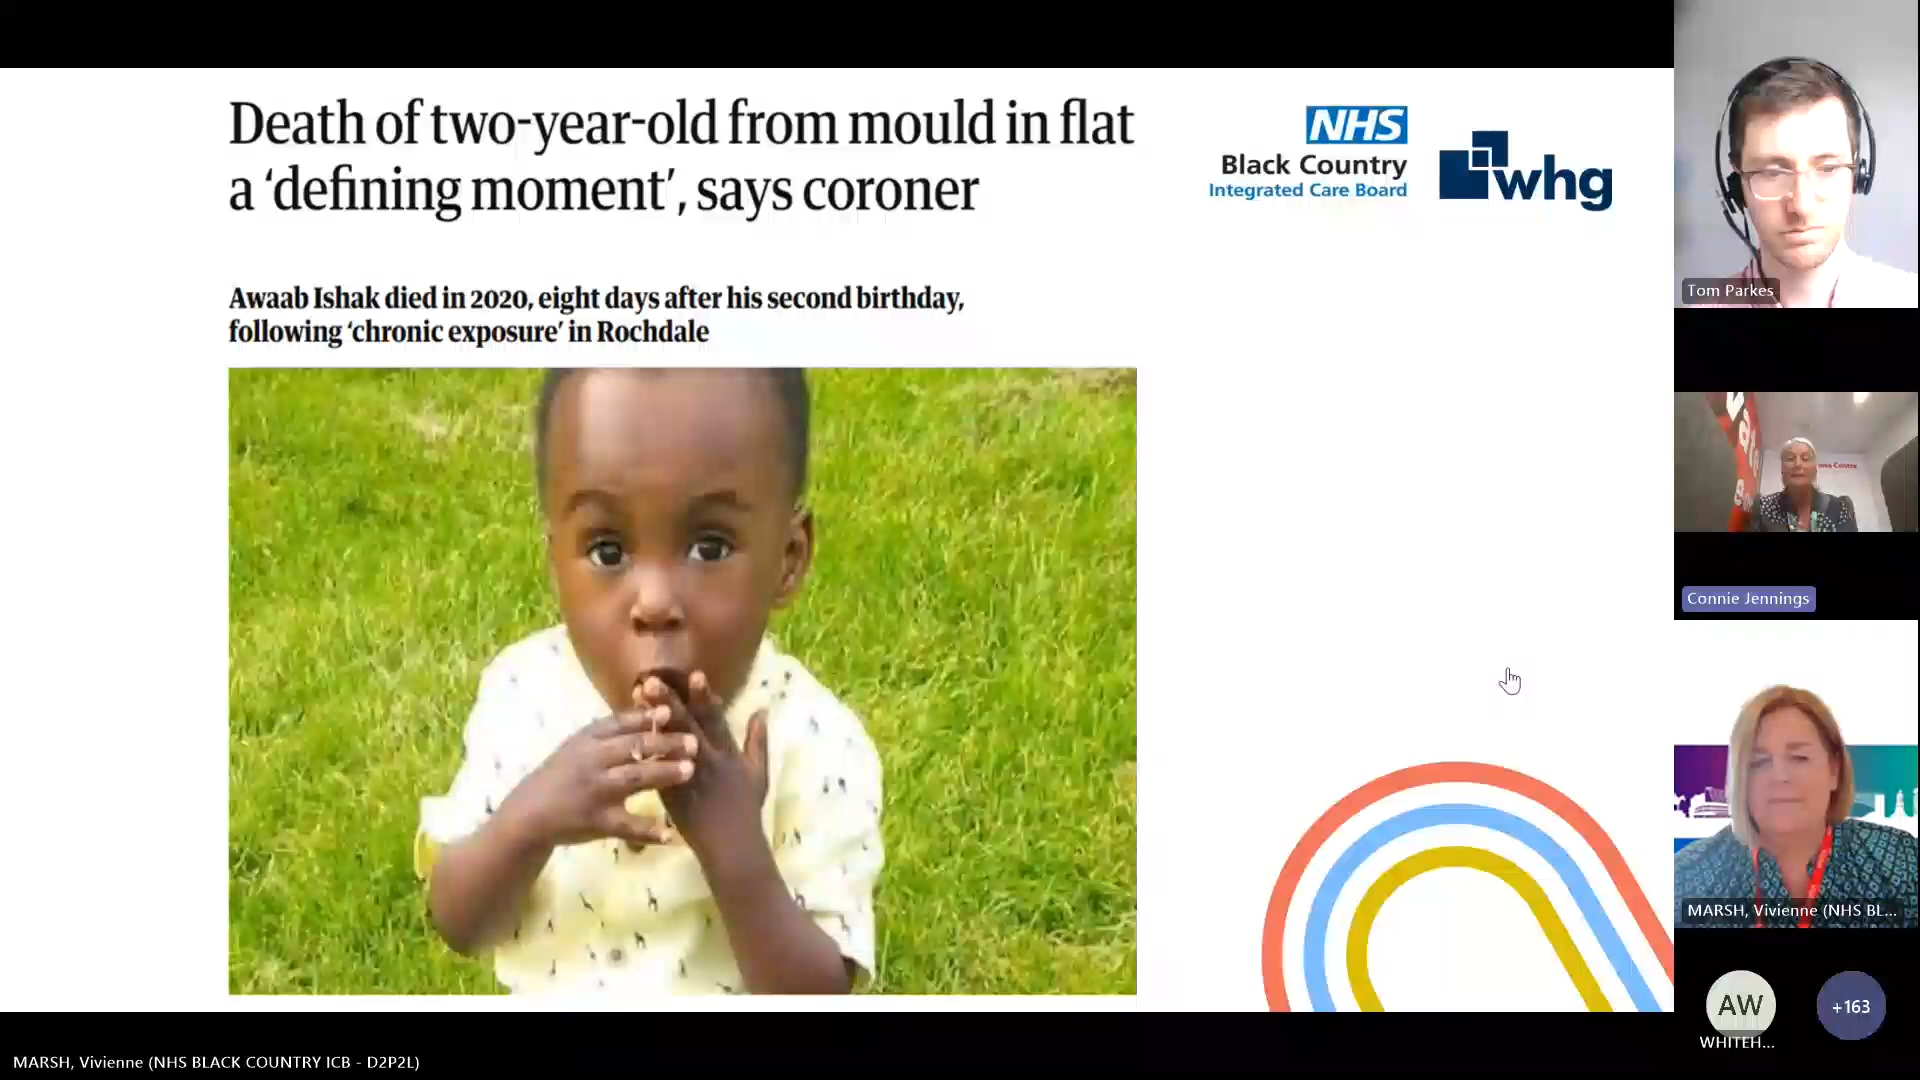 Death of two-year-old from mould in flat
a ‘defining moment’, says coroner
Awaab Ishak died in 2020, eight days after his second birthday,
following ‘chronic exposure’ in Rochdale
NHS
Black Country
Integrated Care Board
whg
Tom Parkes
Connie Jennings
MARSH, Vivienne (NHS BL...
AW
WHITEH...
+163
MARSH, Vivienne (NHS BLACK COUNTRY ICB - D2P2L)